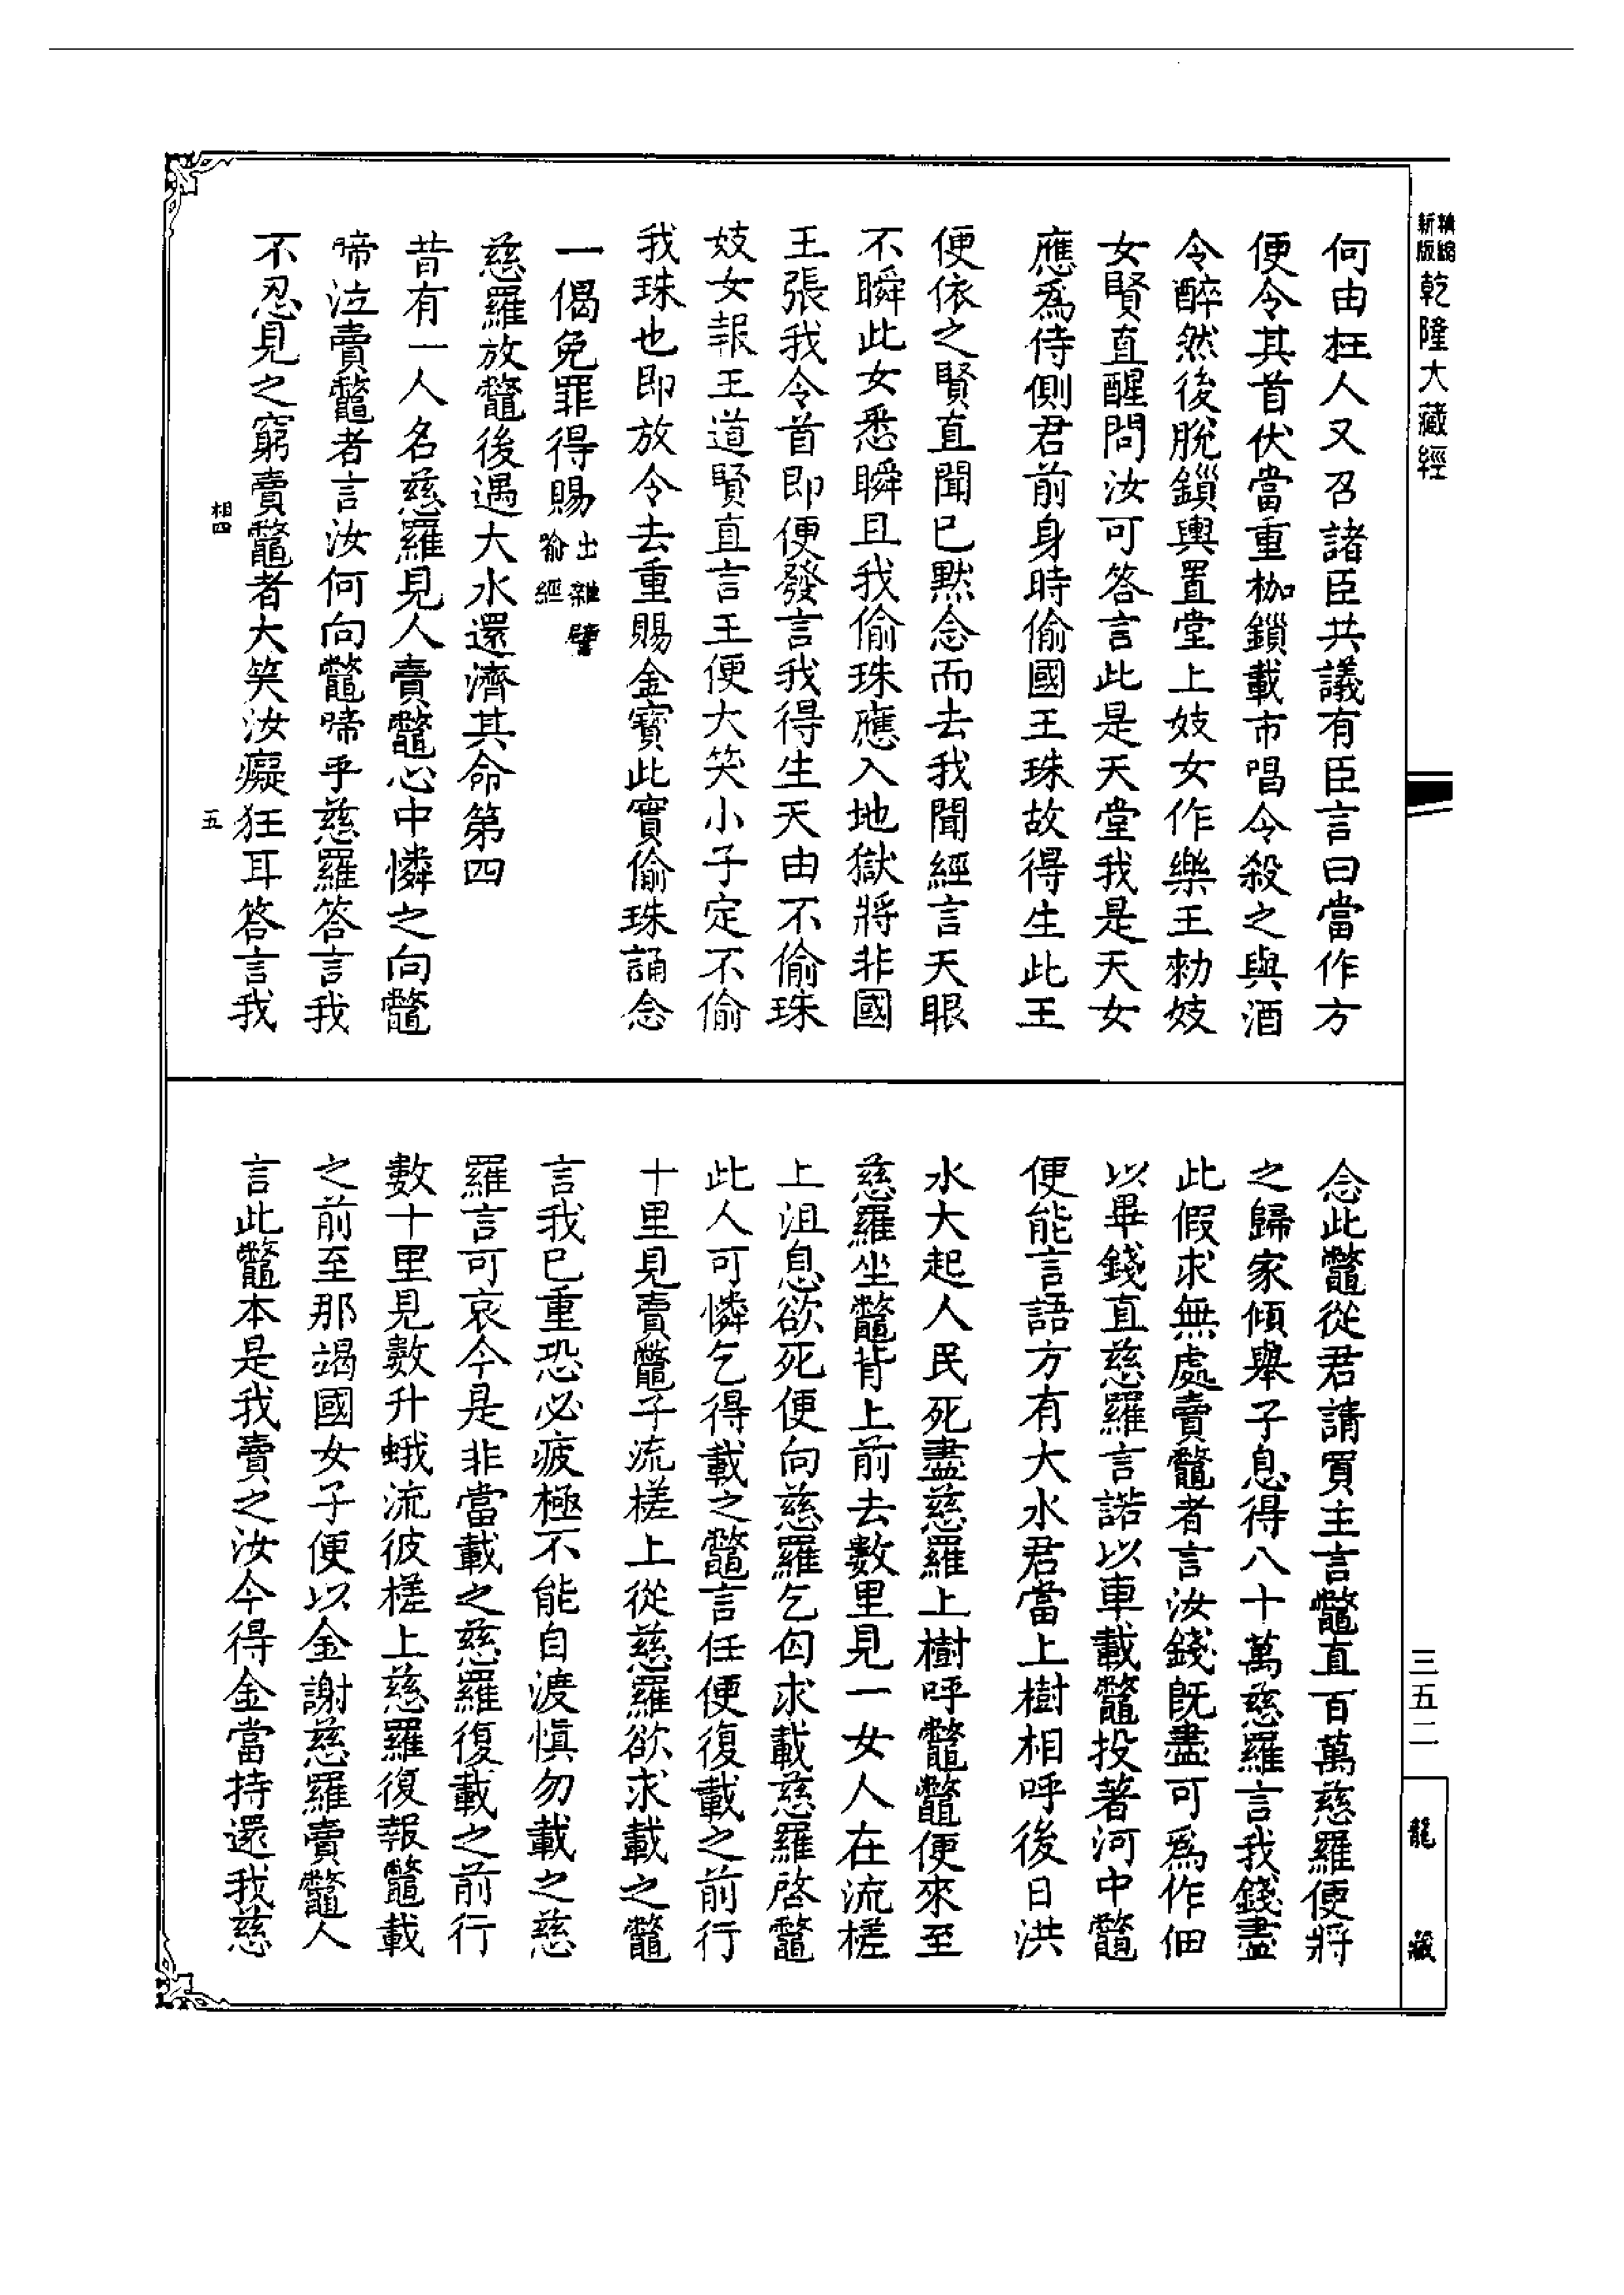 精縮
新版
乾隆大藏經
何由枉人又召諸臣共議有臣言曰當作方
便令其首伏當重枷鎖載市唱令殺之與酒
令醉然後脫鎖輿置堂上妓女作樂王勑妓
女賢直醒問汝可答言此是天堂我是天女
應爲侍側君前身時偷國王珠故得生此王
便依之賢直聞已默念而去我聞經言天眼
不瞬此女悉瞬且我偷珠應入地獄將非國
王張我令首即便發言我得生天由不偷珠
妓女報王道賢直言王便大笑小子定不偷
我珠也即放令去重賜金寶此實偷珠誦念
一偈免罪得賜出雜譬
喻經
慈羅放鼈後遇大水還濟其命第四
昔有一人名慈羅見人賣鼈心中憐之向鼈
啼泣賣鼈者言汝何向鼈啼乎慈羅答言我
不忍見之窮賣鼈者大笑汝癡狂耳答言我
相四
五
念此鼈從君請買主言鼈直百萬慈羅便將
之歸家傾舉子息得八十萬慈羅言我錢盡
此假求無處賣鼈者言汝錢旣盡可爲作佃
以畢錢直慈羅言諾以車載鼈投著河中鼈
便能言語方有大水君當上樹相呼後日洪
水大起人民死盡慈羅上樹呼鼈鼈便來至
慈羅坐鼈背上前去數里見一女人在流槎
上沮息欲死便向慈羅乞匃求載慈羅啓鼈
此人可憐乞得載之鼈言任便復載之前行
十里見賣鼈子流槎上從慈羅欲求載之鼈
言我已重恐必疲極不能自渡愼勿載之慈
羅言可哀今是非當載之慈羅復載之前行
數十里見數升蛾流彼槎上慈羅復報鼈載
之前至那竭國女子便以金謝慈羅賣鼈人
言此鼈本是我賣之汝今得金當持還我慈
三五二
龍藏